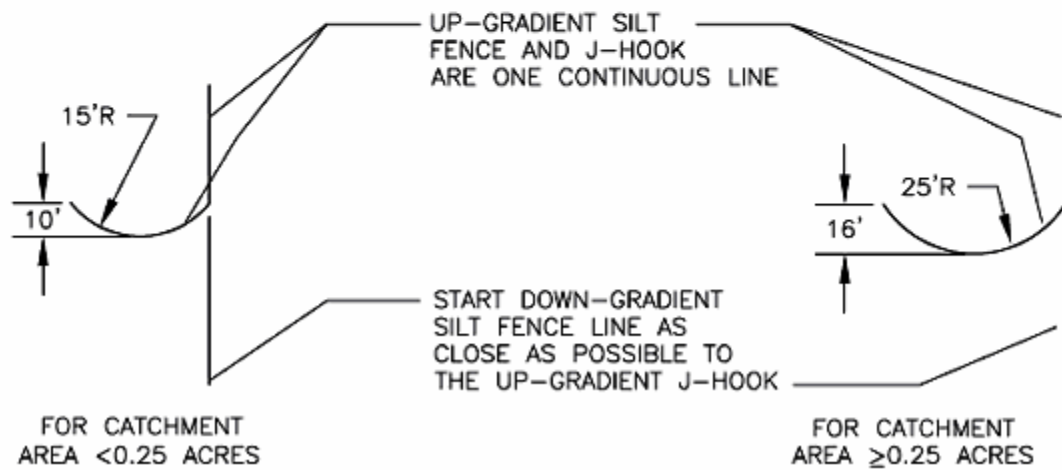 UP-GRADIENT SILT
FENCE AND J-HOOK
ARE ONE CONTINUOUS LINE
15'R
10'
25'R
16'
START DOWN-GRADIENT
SILT FENCE LINE AS
CLOSE AS POSSIBLE TO
THE UP-GRADIENT J-HOOK
FOR CATCHMENT
AREA <0.25 ACRES
FOR CATCHMENT
AREA ≥0.25 ACRES